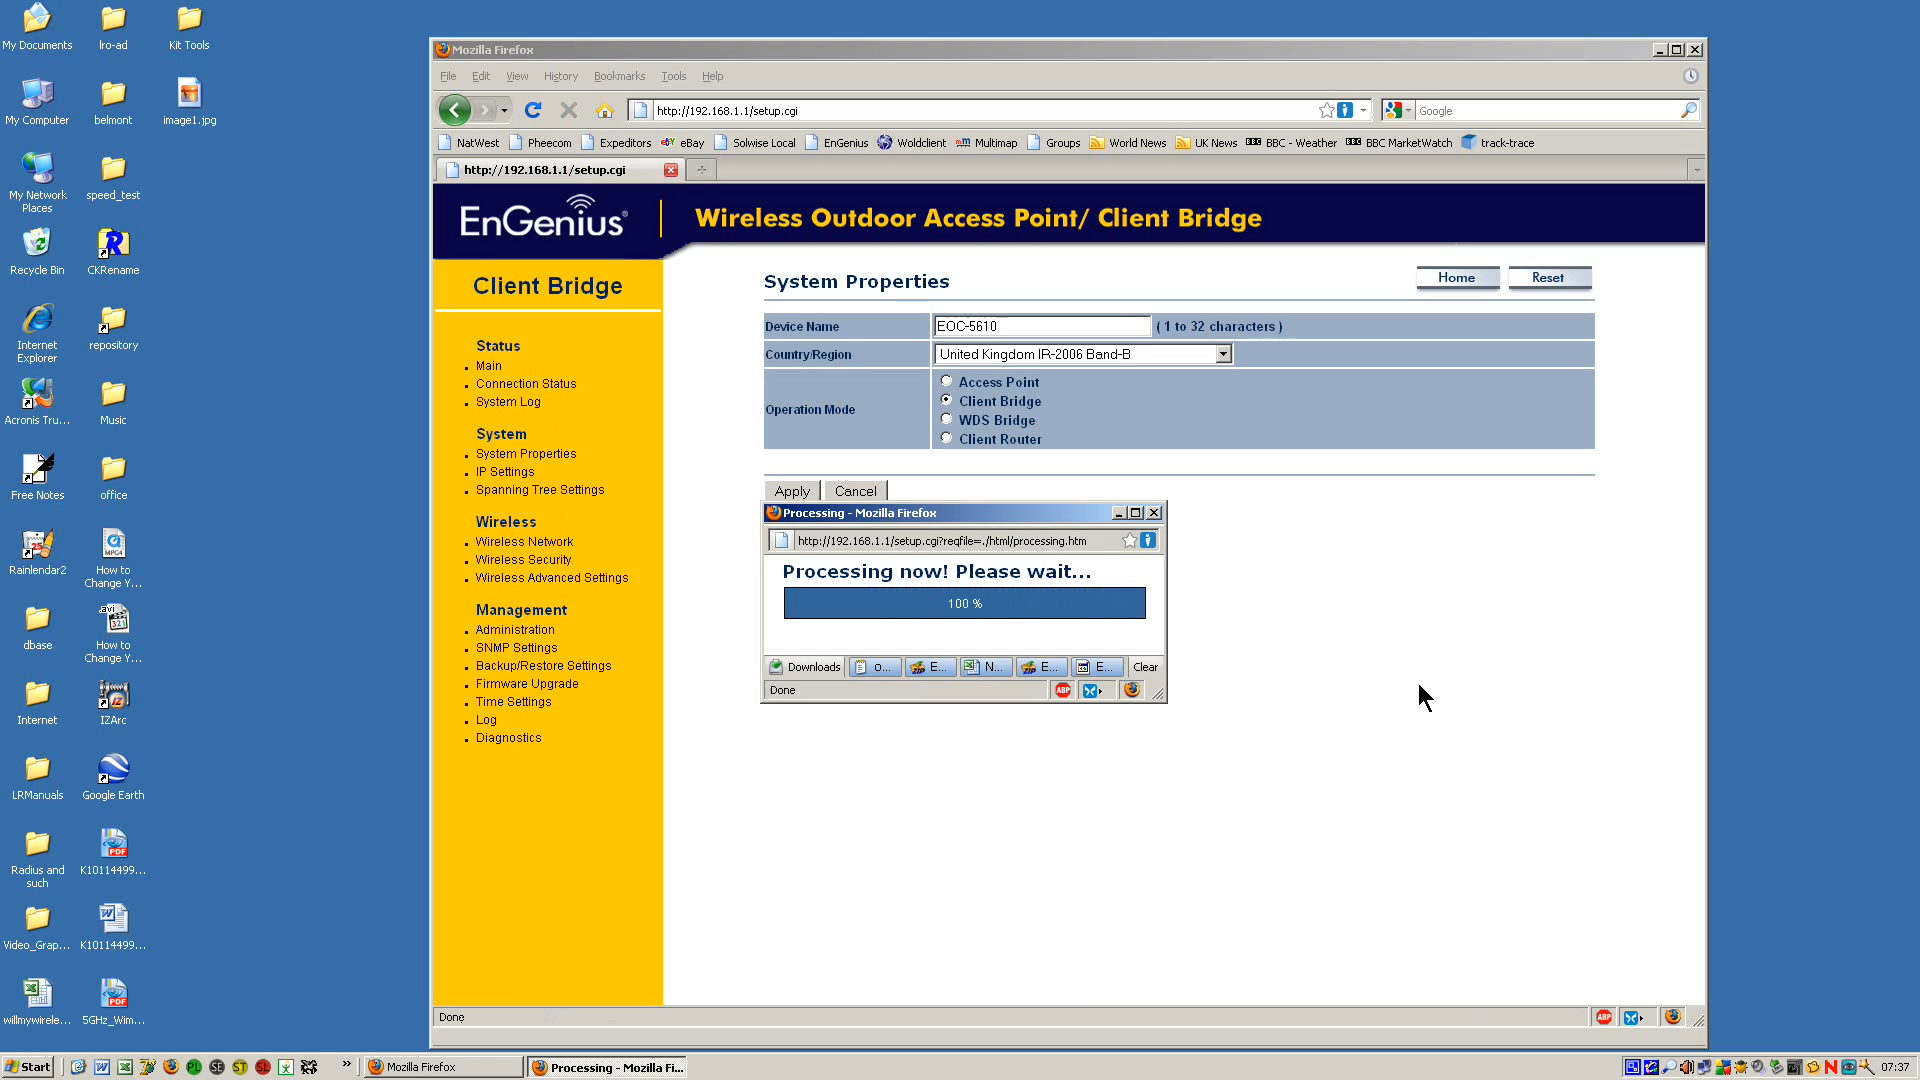 My Documents
lro-ad
Kit Tools
My Computer
belmont
image1.jpg
My Network
Places
speed_test
Recycle Bin
CKRename
Internet
Explorer
repository
Acronis Tru...
Music
Free Notes
office
Rainlendar2
How to
Change Y...
dbase
How to
Change Y...
Internet
IZArc
LRManuals
Google Earth
Radius and
such
K10114499...
Video_Grap...
K10114499...
willmywirele...
5GHz_Wim...
Mozilla Firefox
File Edit View History Bookmarks Tools Help
http://192.168.1.1/setup.cgi
Google
NatWest Pheecom Expeditors eBay Solwise Local EnGenius Woldclient Multimap Groups World News UK News BBC - Weather BBC MarketWatch track-trace
http://192.168.1.1/setup.cgi
EnGenius
Wireless Outdoor Access Point/ Client Bridge
Client Bridge
Status
Main
Connection Status
System Log
System
System Properties
IP Settings
Spanning Tree Settings
Wireless
Wireless Network
Wireless Security
Wireless Advanced Settings
Management
Administration
SNMP Settings
Backup/Restore Settings
Firmware Upgrade
Time Settings
Log
Diagnostics
System Properties
Home
Reset
Device Name
EOC-5610
( 1 to 32 characters )
Country/Region
United Kingdom IR-2006 Band-B
Operation Mode
Access Point
Client Bridge
WDS Bridge
Client Router
Apply
Cancel
Processing - Mozilla Firefox
http://192.168.1.1/setup.cgi?reqfile=./html/processing.htm
Processing now! Please wait...
100 %
Downloads
o...
E...
N...
E...
E...
Clear
Done
ABP
Done
ABP
Start
PL
SE
ST
SL
»
Mozilla Firefox
Processing - Mozilla Fi...
07:37